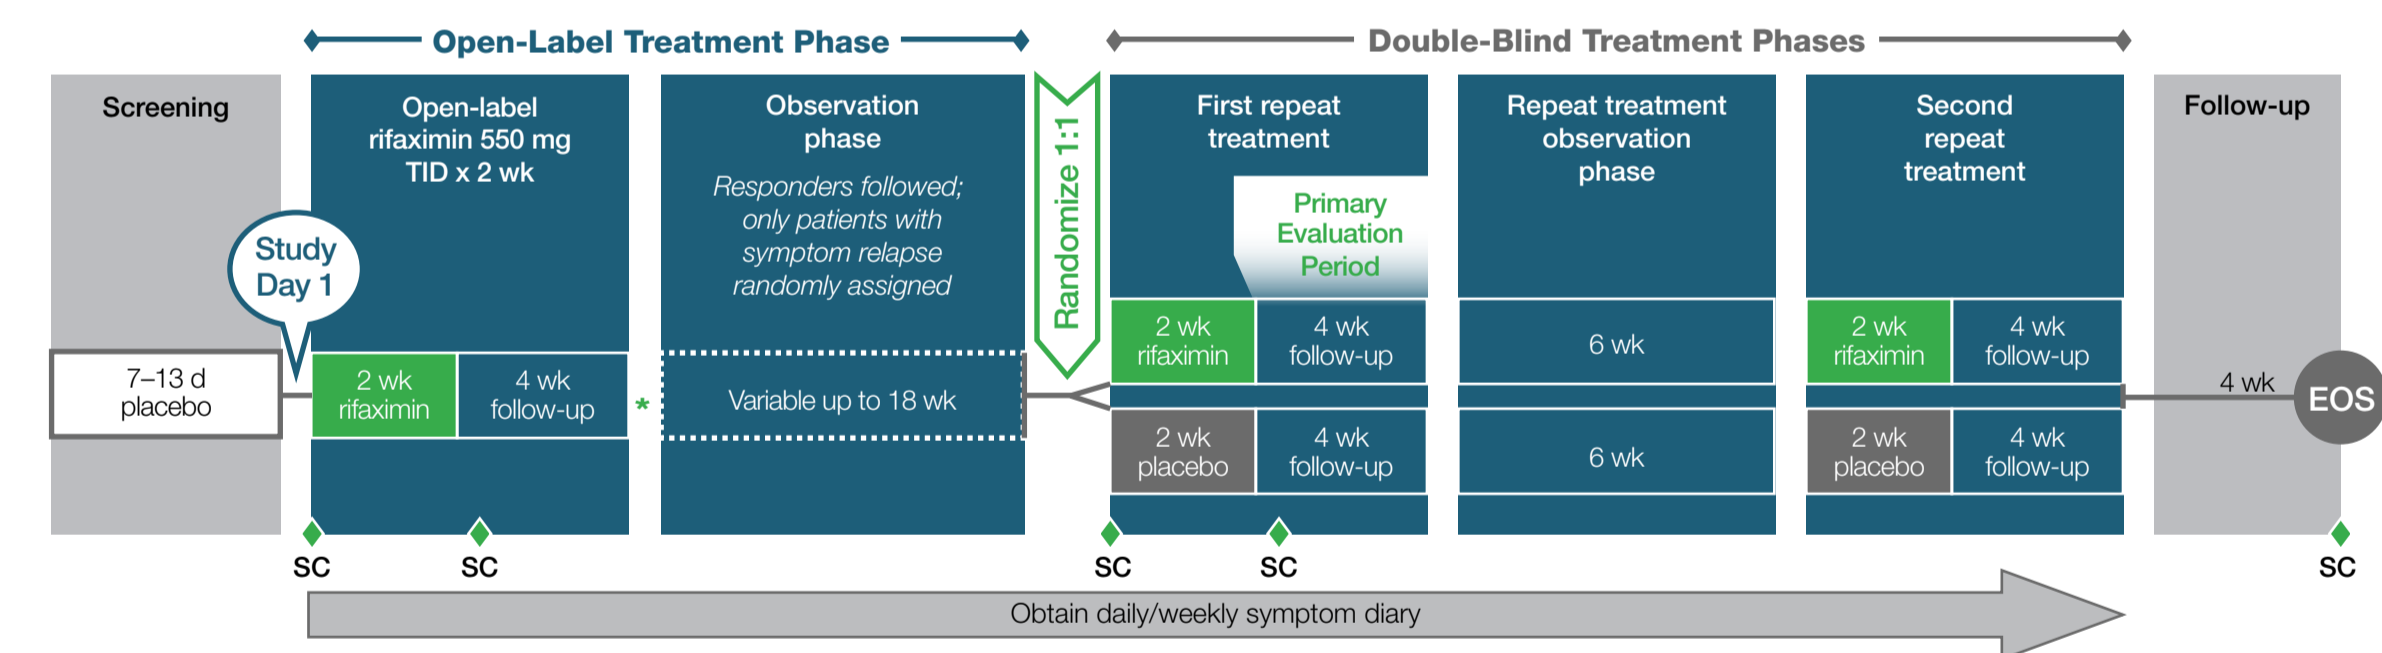 Open-Label Treatment Phase
Double-Blind Treatment Phases
Screening
7–13 d
placebo
Study
Day 1
Open-label
rifaximin 550 mg
TID x 2 wk
2 wk
rifaximin
4 wk
follow-up
*
Observation
phase
Responders followed;
only patients with
symptom relapse
randomly assigned
Variable up to 18 wk
Randomize 1:1
First repeat
treatment
Primary
Evaluation
Period
2 wk
rifaximin
4 wk
follow-up
2 wk
placebo
4 wk
follow-up
Repeat treatment
observation
phase
6 wk
6 wk
Second
repeat
treatment
2 wk
rifaximin
4 wk
follow-up
2 wk
placebo
4 wk
follow-up
Follow-up
4 wk
EOS
SC
SC
SC
SC
SC
Obtain daily/weekly symptom diary